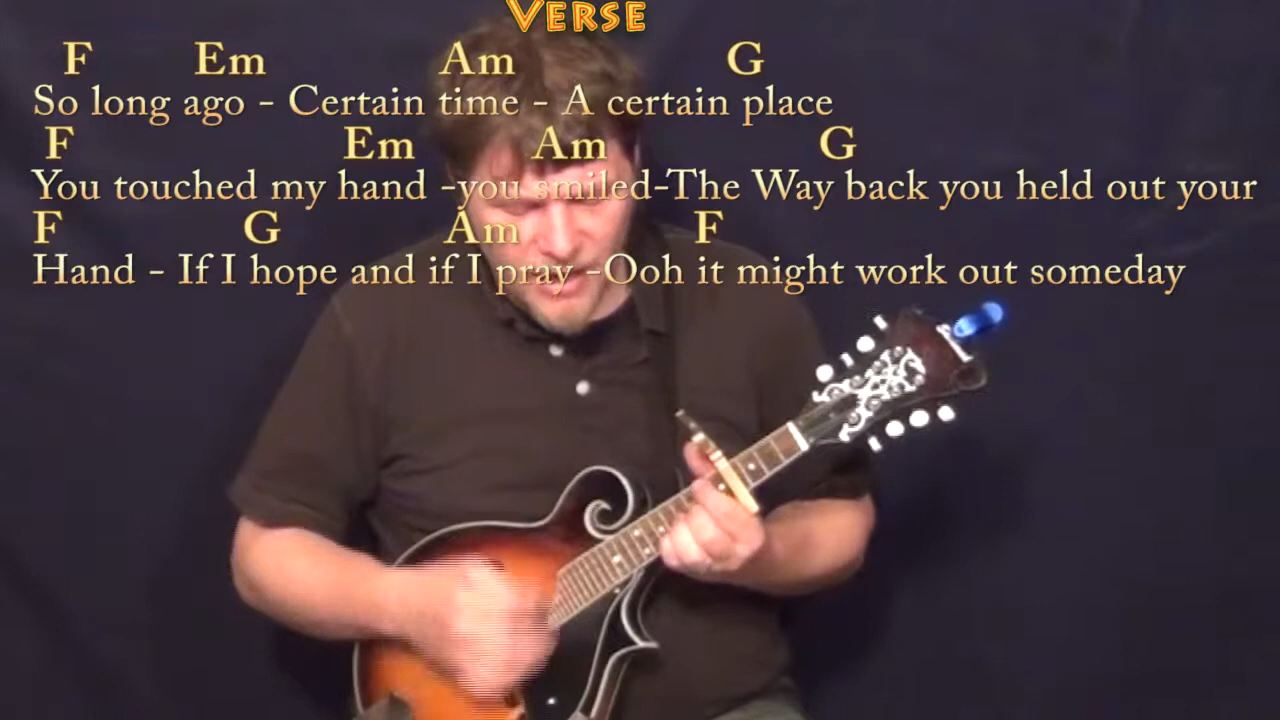 VERSE
F Em Am G
So long ago - Certain time - A certain place
F Em Am G
You touched my hand -you smiled-The Way back you held out your
F G Am F
Hand - If I hope and if I pray -Ooh it might work out someday